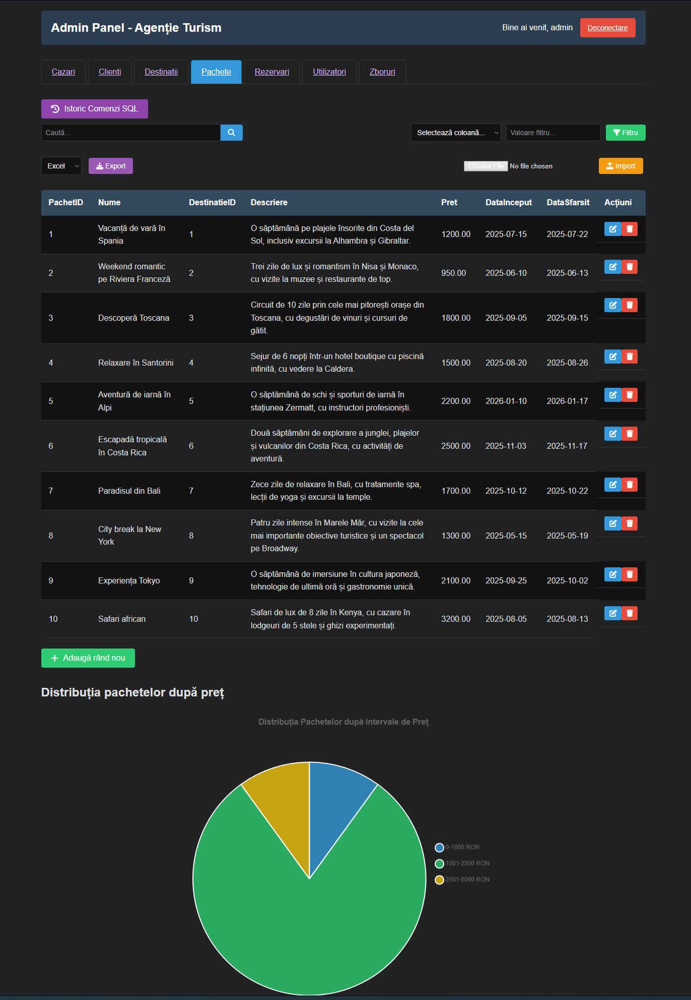 Admin Panel - Agenție Turism
Bine ai venit, admin
Deconectare
Cazari
Clienti
Destinatii
Pachete
Rezervari
Utilizatori
Zboruri
Istoric Comenzi SQL
Caută...
Selectează coloană...
Valoare filtru...
Filtru
Excel
Export
Choose File No file chosen
Import
PachetID Nume DestinatieID Descriere Pret DataInceput DataSfarsit Acțiuni
1
Vacanță de vară în
Spania
1
O săptămână pe plajele însorite din Costa del
Sol, inclusiv excursii la Alhambra și Gibraltar.
1200.00
2025-07-15
2025-07-22
2
Weekend romantic
pe Riviera Franceză
2
Trei zile de lux și romantism în Nisa și Monaco,
cu vizite la muzee și restaurante de top.
950.00
2025-06-10
2025-06-13
3
Descoperă Toscana
3
Circuit de 10 zile prin cele mai pitorești orașe din
Toscana, cu degustări de vinuri și cursuri de
gătit.
1800.00
2025-09-05
2025-09-15
4
Relaxare în Santorini
4
Sejur de 6 nopți într-un hotel boutique cu piscină
infinită, cu vedere la Caldera.
1500.00
2025-08-20
2025-08-26
5
Aventură de iarnă în
Alpi
5
O săptămână de schi și sporturi de iarnă în
stațiunea Zermatt, cu instructori profesioniști.
2200.00
2026-01-10
2026-01-17
6
Escapadă tropicală
în Costa Rica
6
Două săptămâni de explorare a junglei, plajelor
și vulcanilor din Costa Rica, cu activități de
aventură.
2500.00
2025-11-03
2025-11-17
7
Paradisul din Bali
7
Zece zile de relaxare în Bali, cu tratamente spa,
lecții de yoga și excursii la temple.
1700.00
2025-10-12
2025-10-22
8
City break la New
York
8
Patru zile intense în Marele Măr, cu vizite la cele
mai importante obiective turistice și un spectacol
pe Broadway.
1300.00
2025-05-15
2025-05-19
9
Experiența Tokyo
9
O săptămână de imersiune în cultura japoneză,
tehnologie de ultimă oră și gastronomie unică.
2100.00
2025-09-25
2025-10-02
10
Safari african
10
Safari de lux de 8 zile în Kenya, cu cazare în
lodgeuri de 5 stele și ghizi experimentați.
3200.00
2025-08-05
2025-08-13
Adaugă rând nou
Distribuția pachetelor după preț
Distribuția Pachetelor după Intervale de Preț
0-1000 RON
1001-2500 RON
2501-5000 RON